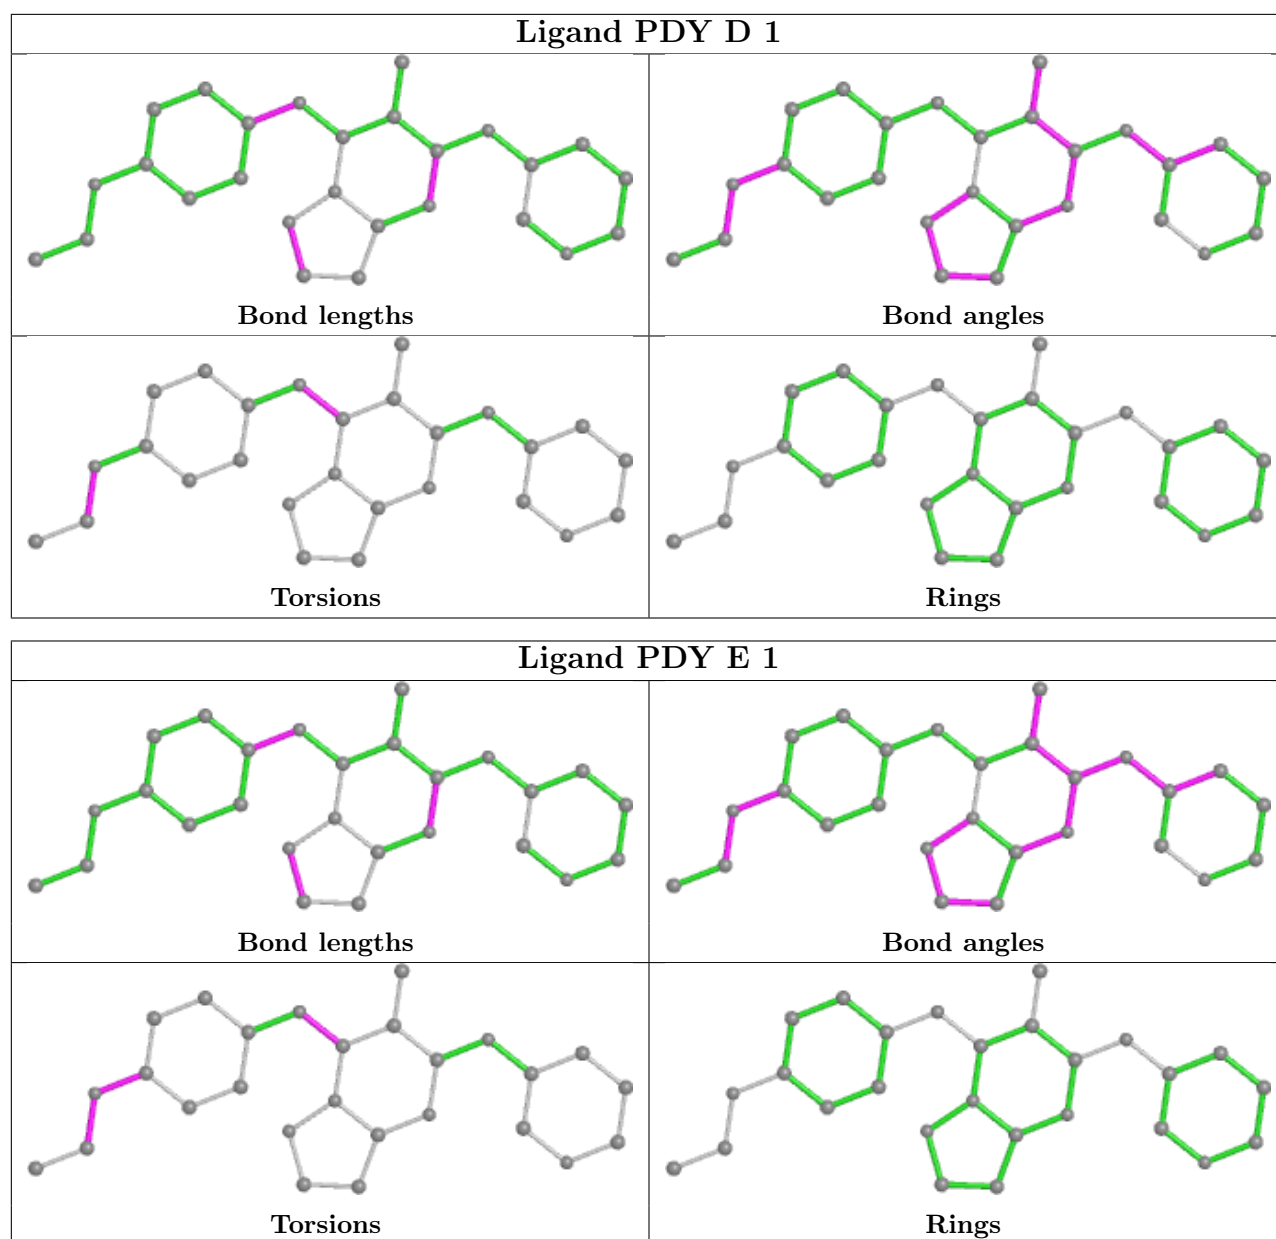 Ligand PDY D 1
Bond lengths
Bond angles
Torsions
Rings
Ligand PDY E 1
Bond lengths
Bond angles
Torsions
Rings